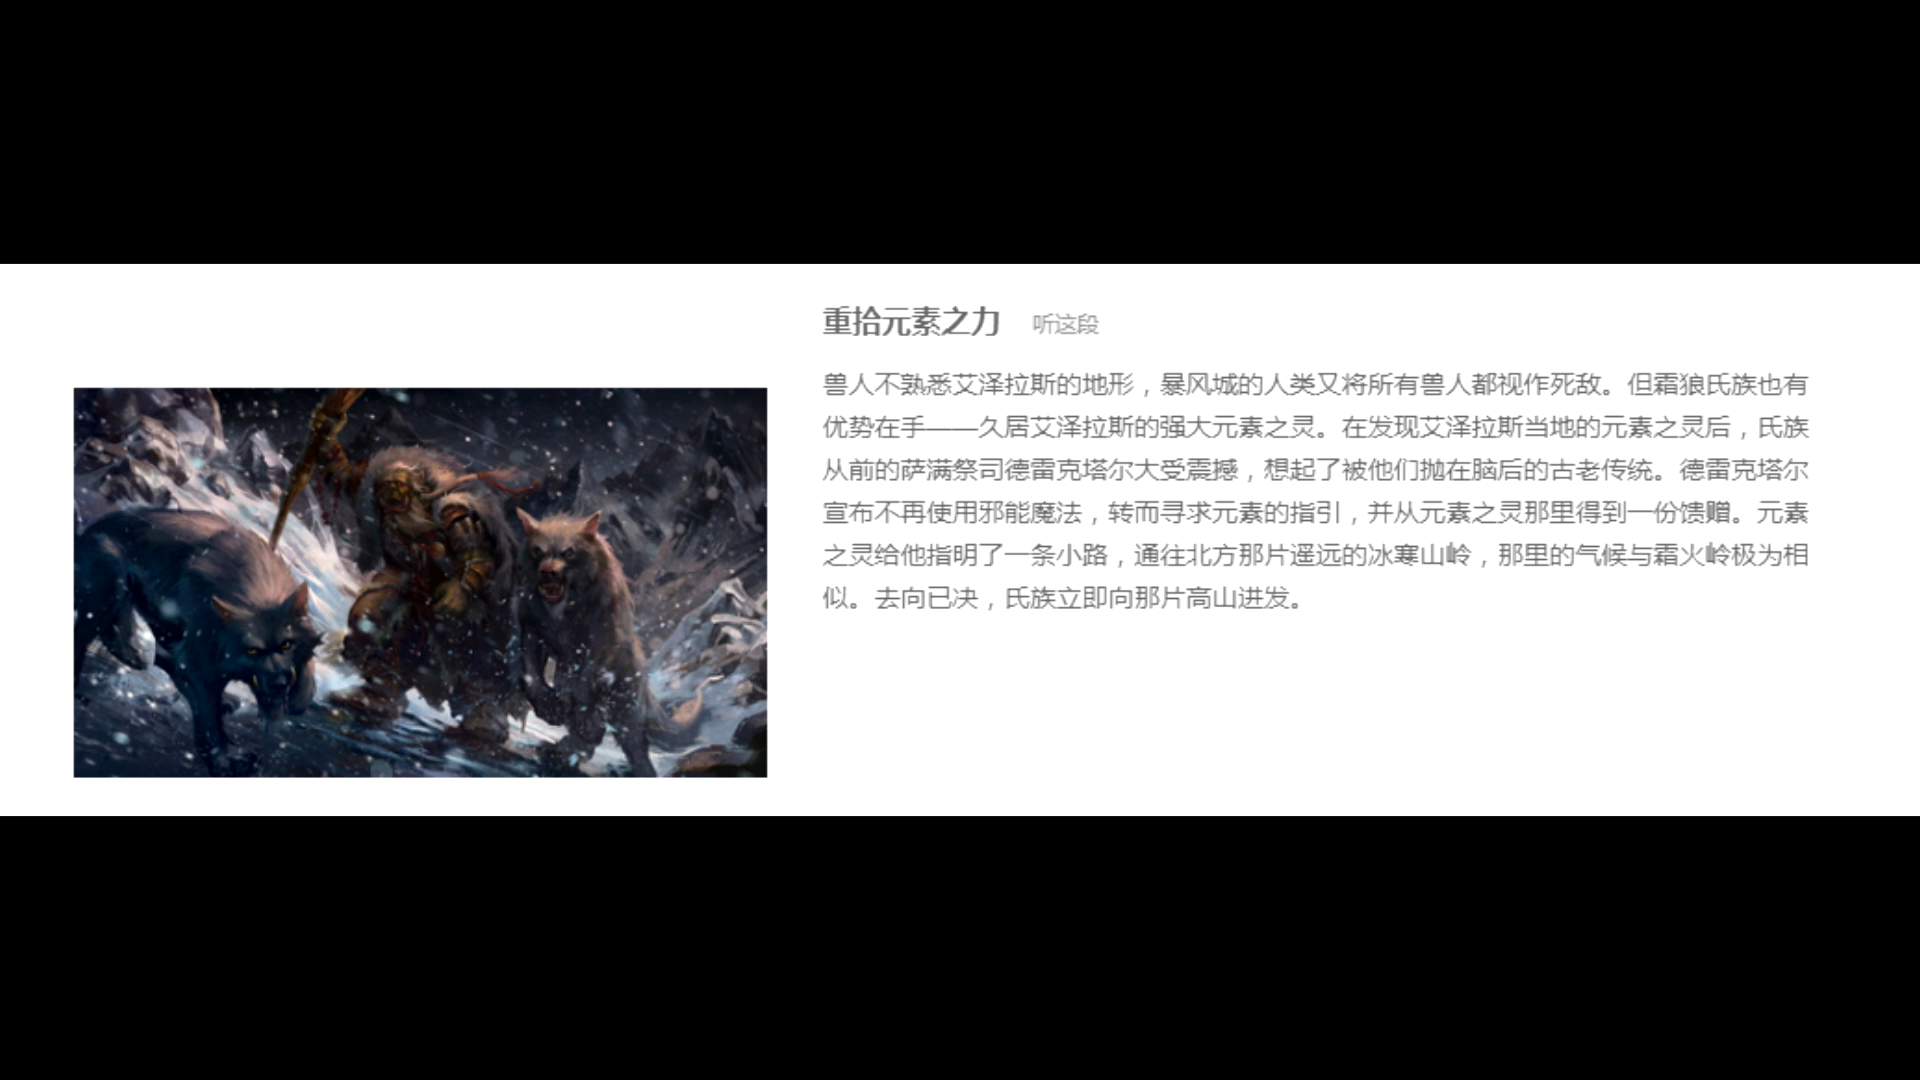 重拾元素之力 听这段
兽人不熟悉艾泽拉斯的地形，暴风城的人类又将所有兽人都视作死敌。但霜狼氏族也有
优势在手——久居艾泽拉斯的强大元素之灵。在发现艾泽拉斯当地的元素之灵后，氏族
从前的萨满祭司德雷克塔尔大受震撼，想起了被他们抛在脑后的古老传统。德雷克塔尔
宣布不再使用邪能魔法，转而寻求元素的指引，并从元素之灵那里得到一份馈赠。元素
之灵给他指明了一条小路，通往北方那片遥远的冰寒山岭，那里的气候与霜火岭极为相
似。去向已决，氏族立即向那片高山进发。